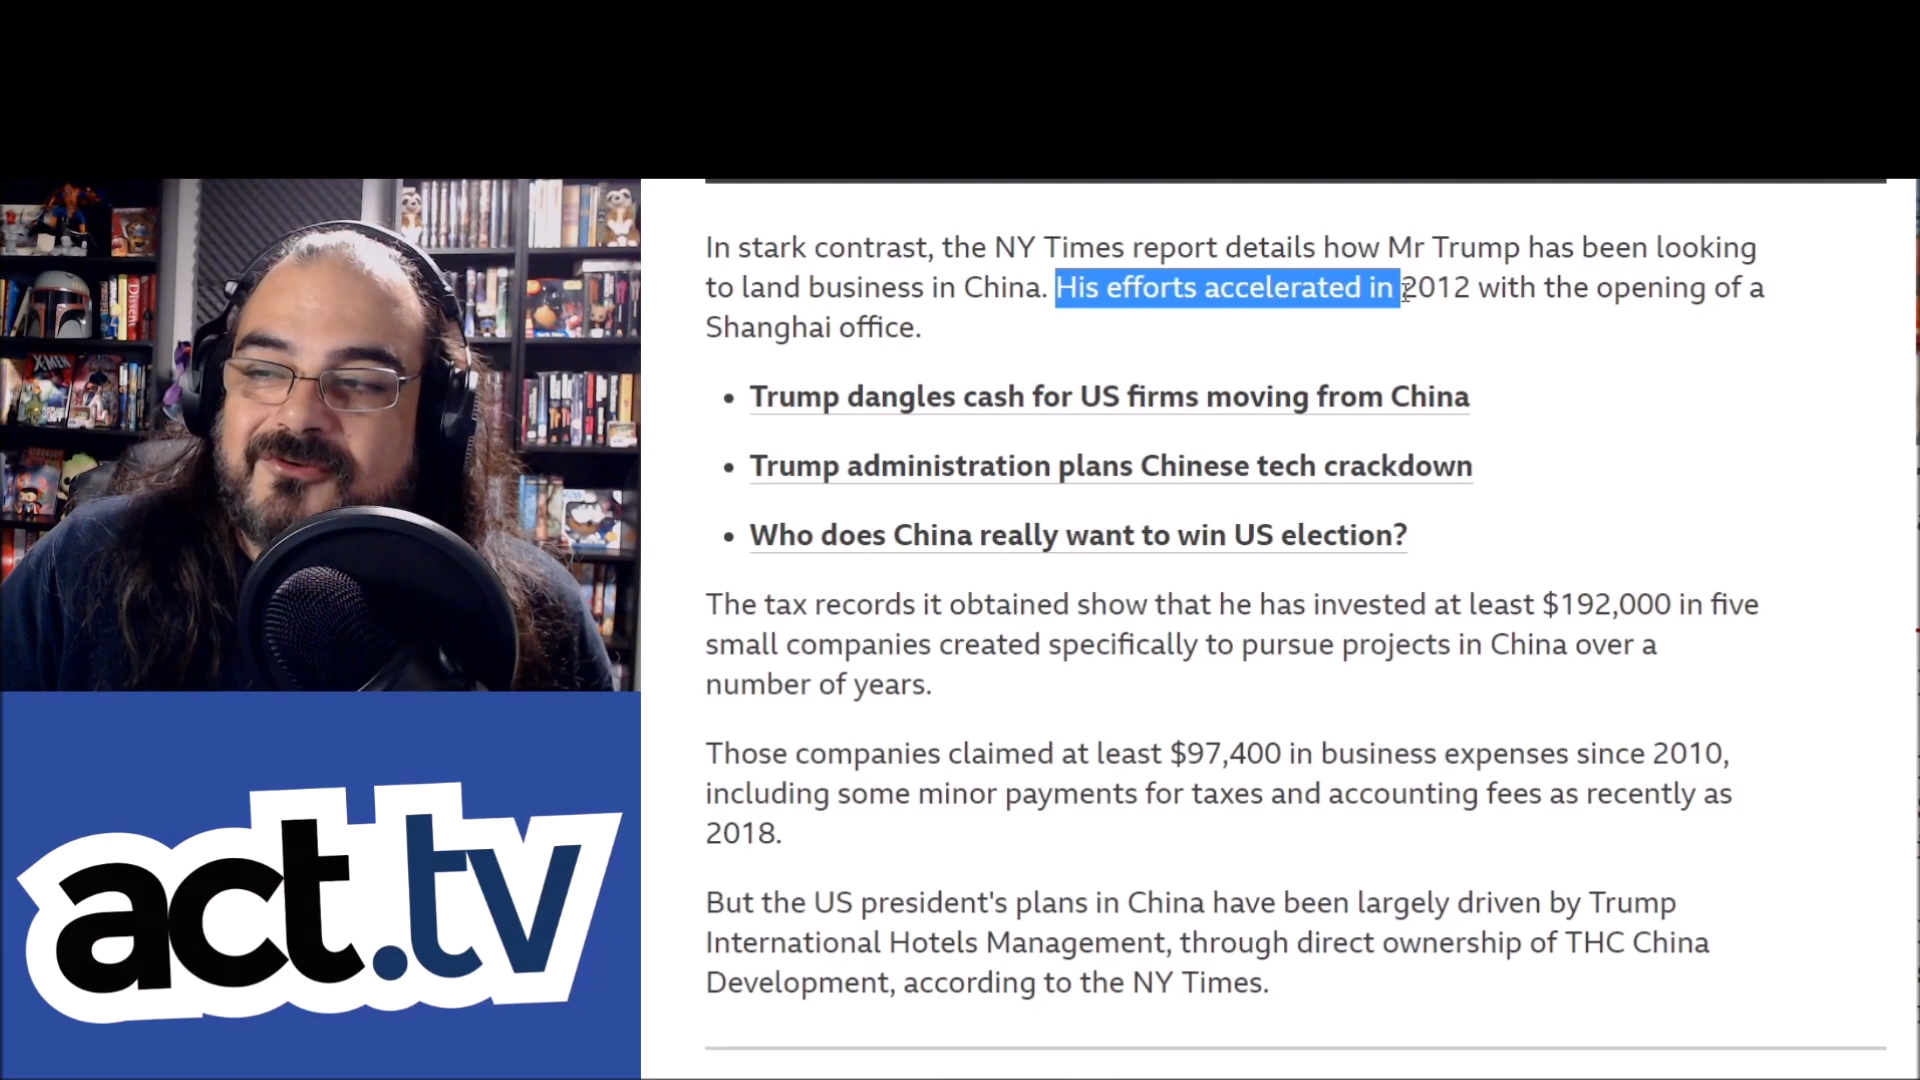 In stark contrast, the NY Times report details how Mr Trump has been looking
to land business in China. His efforts accelerated in 2012 with the opening of a
Shanghai office.
Trump dangles cash for US firms moving from China
Trump administration plans Chinese tech crackdown
Who does China really want to win US election?
The tax records it obtained show that he has invested at least $192,000 in five
small companies created specifically to pursue projects in China over a
number of years.
Those companies claimed at least $97,400 in business expenses since 2010,
including some minor payments for taxes and accounting fees as recently as
2018.
But the US president's plans in China have been largely driven by Trump
International Hotels Management, through direct ownership of THC China
Development, according to the NY Times.
X-MEN
Dissent
act.tv